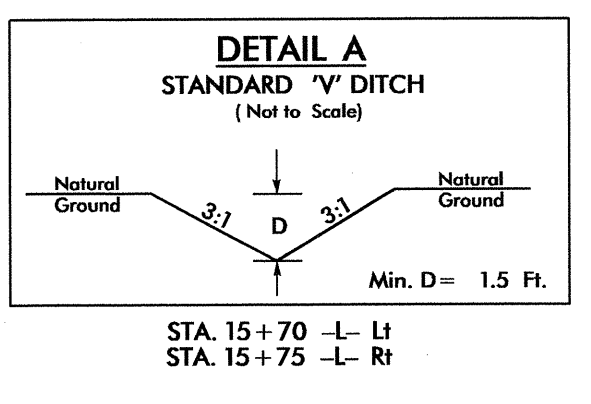 DETAIL A
STANDARD 'V' DITCH
( Not to Scale)
Natural
Ground
3:1
D
3:1
Natural
Ground
Min. D= 1.5 Ft.
STA. 15+70 -L- Lt
STA. 15+75 -L- Rt